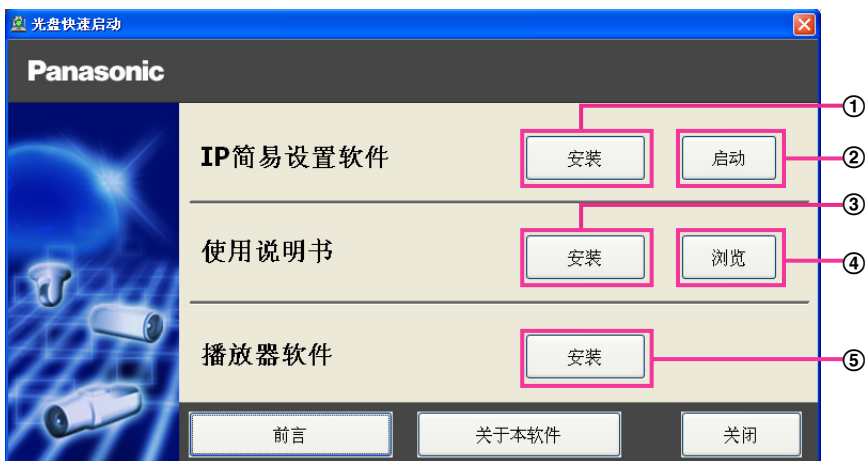 光盘快速启动
Panasonic
①
IP简易设置软件 安装 启动 ②
③
使用说明书 安装 浏览 ④
播放器软件 安装 ⑤
前言 关于本软件 关闭